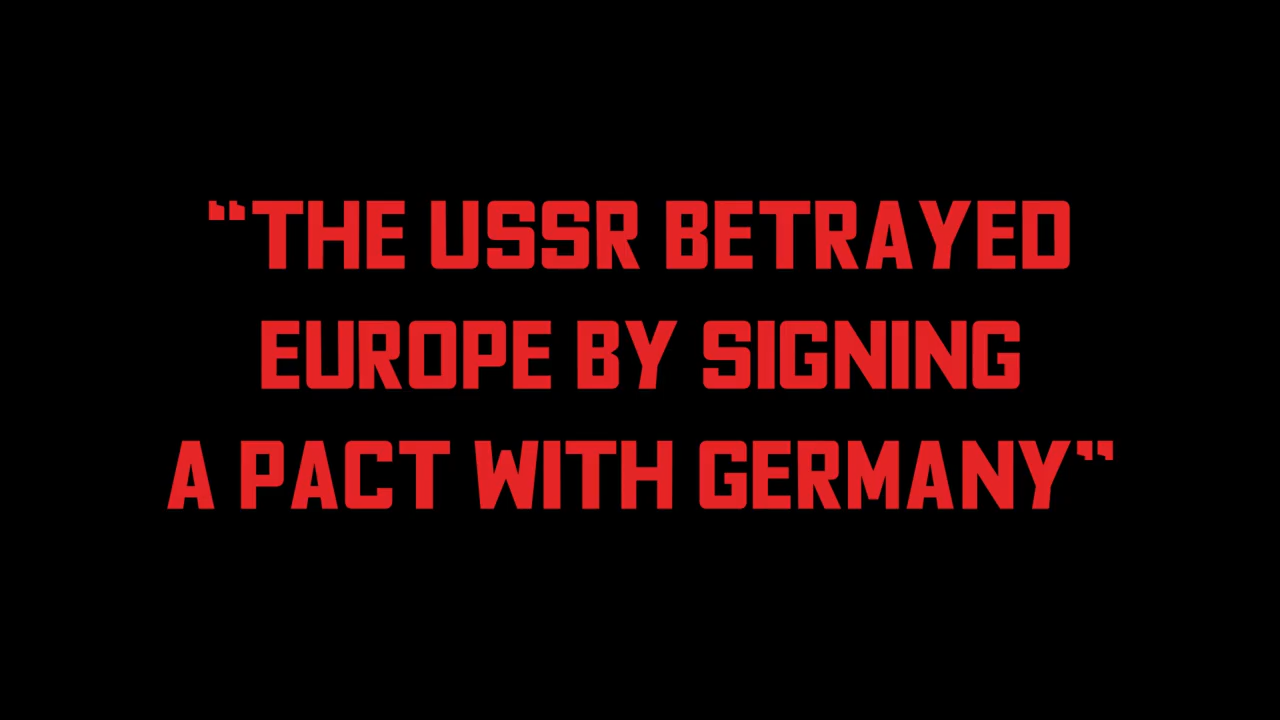 “THE USSR BETRAYED
EUROPE BY SIGNING
A PACT WITH GERMANY”